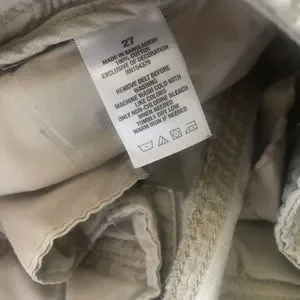 27
MADE IN BANGLADESH
100% COTTON
EXCLUSIVE OF DECORATION
RN154379
REMOVE BELT BEFORE
WASHING
MACHINE WASH COLD WITH
LIKE COLORS
ONLY NON-CHLORINE BLEACH
WHEN NEEDED
TUMBLE DRY LOW
WARM IRON IF NEEDED